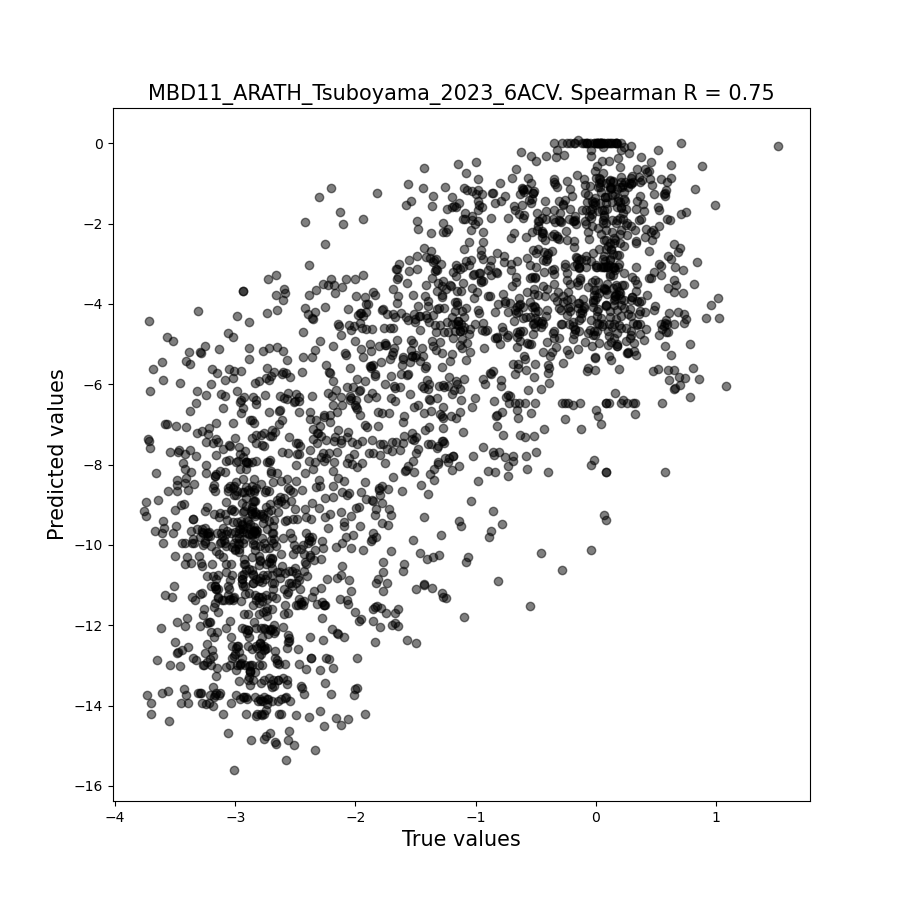 MBD11_ARATH_Tsuboyama_2023_6ACV. Spearman R = 0.75
Predicted values
0
−2
−4
−6
−8
−10
−12
−14
−16
−4 −3 −2 −1 0 1
True values